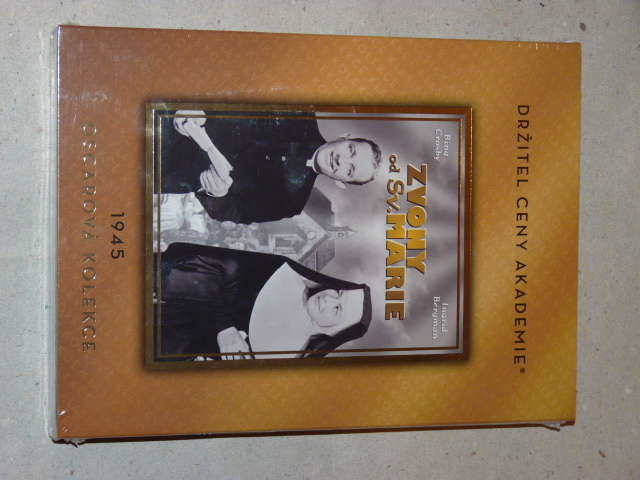 DRŽITEL CENY AKADEMIE®
Bing
Crosby
Ingrid
Bergman
ZVONY
od Sv. MARIE
1945
OSCAROVÁ KOLEKCE